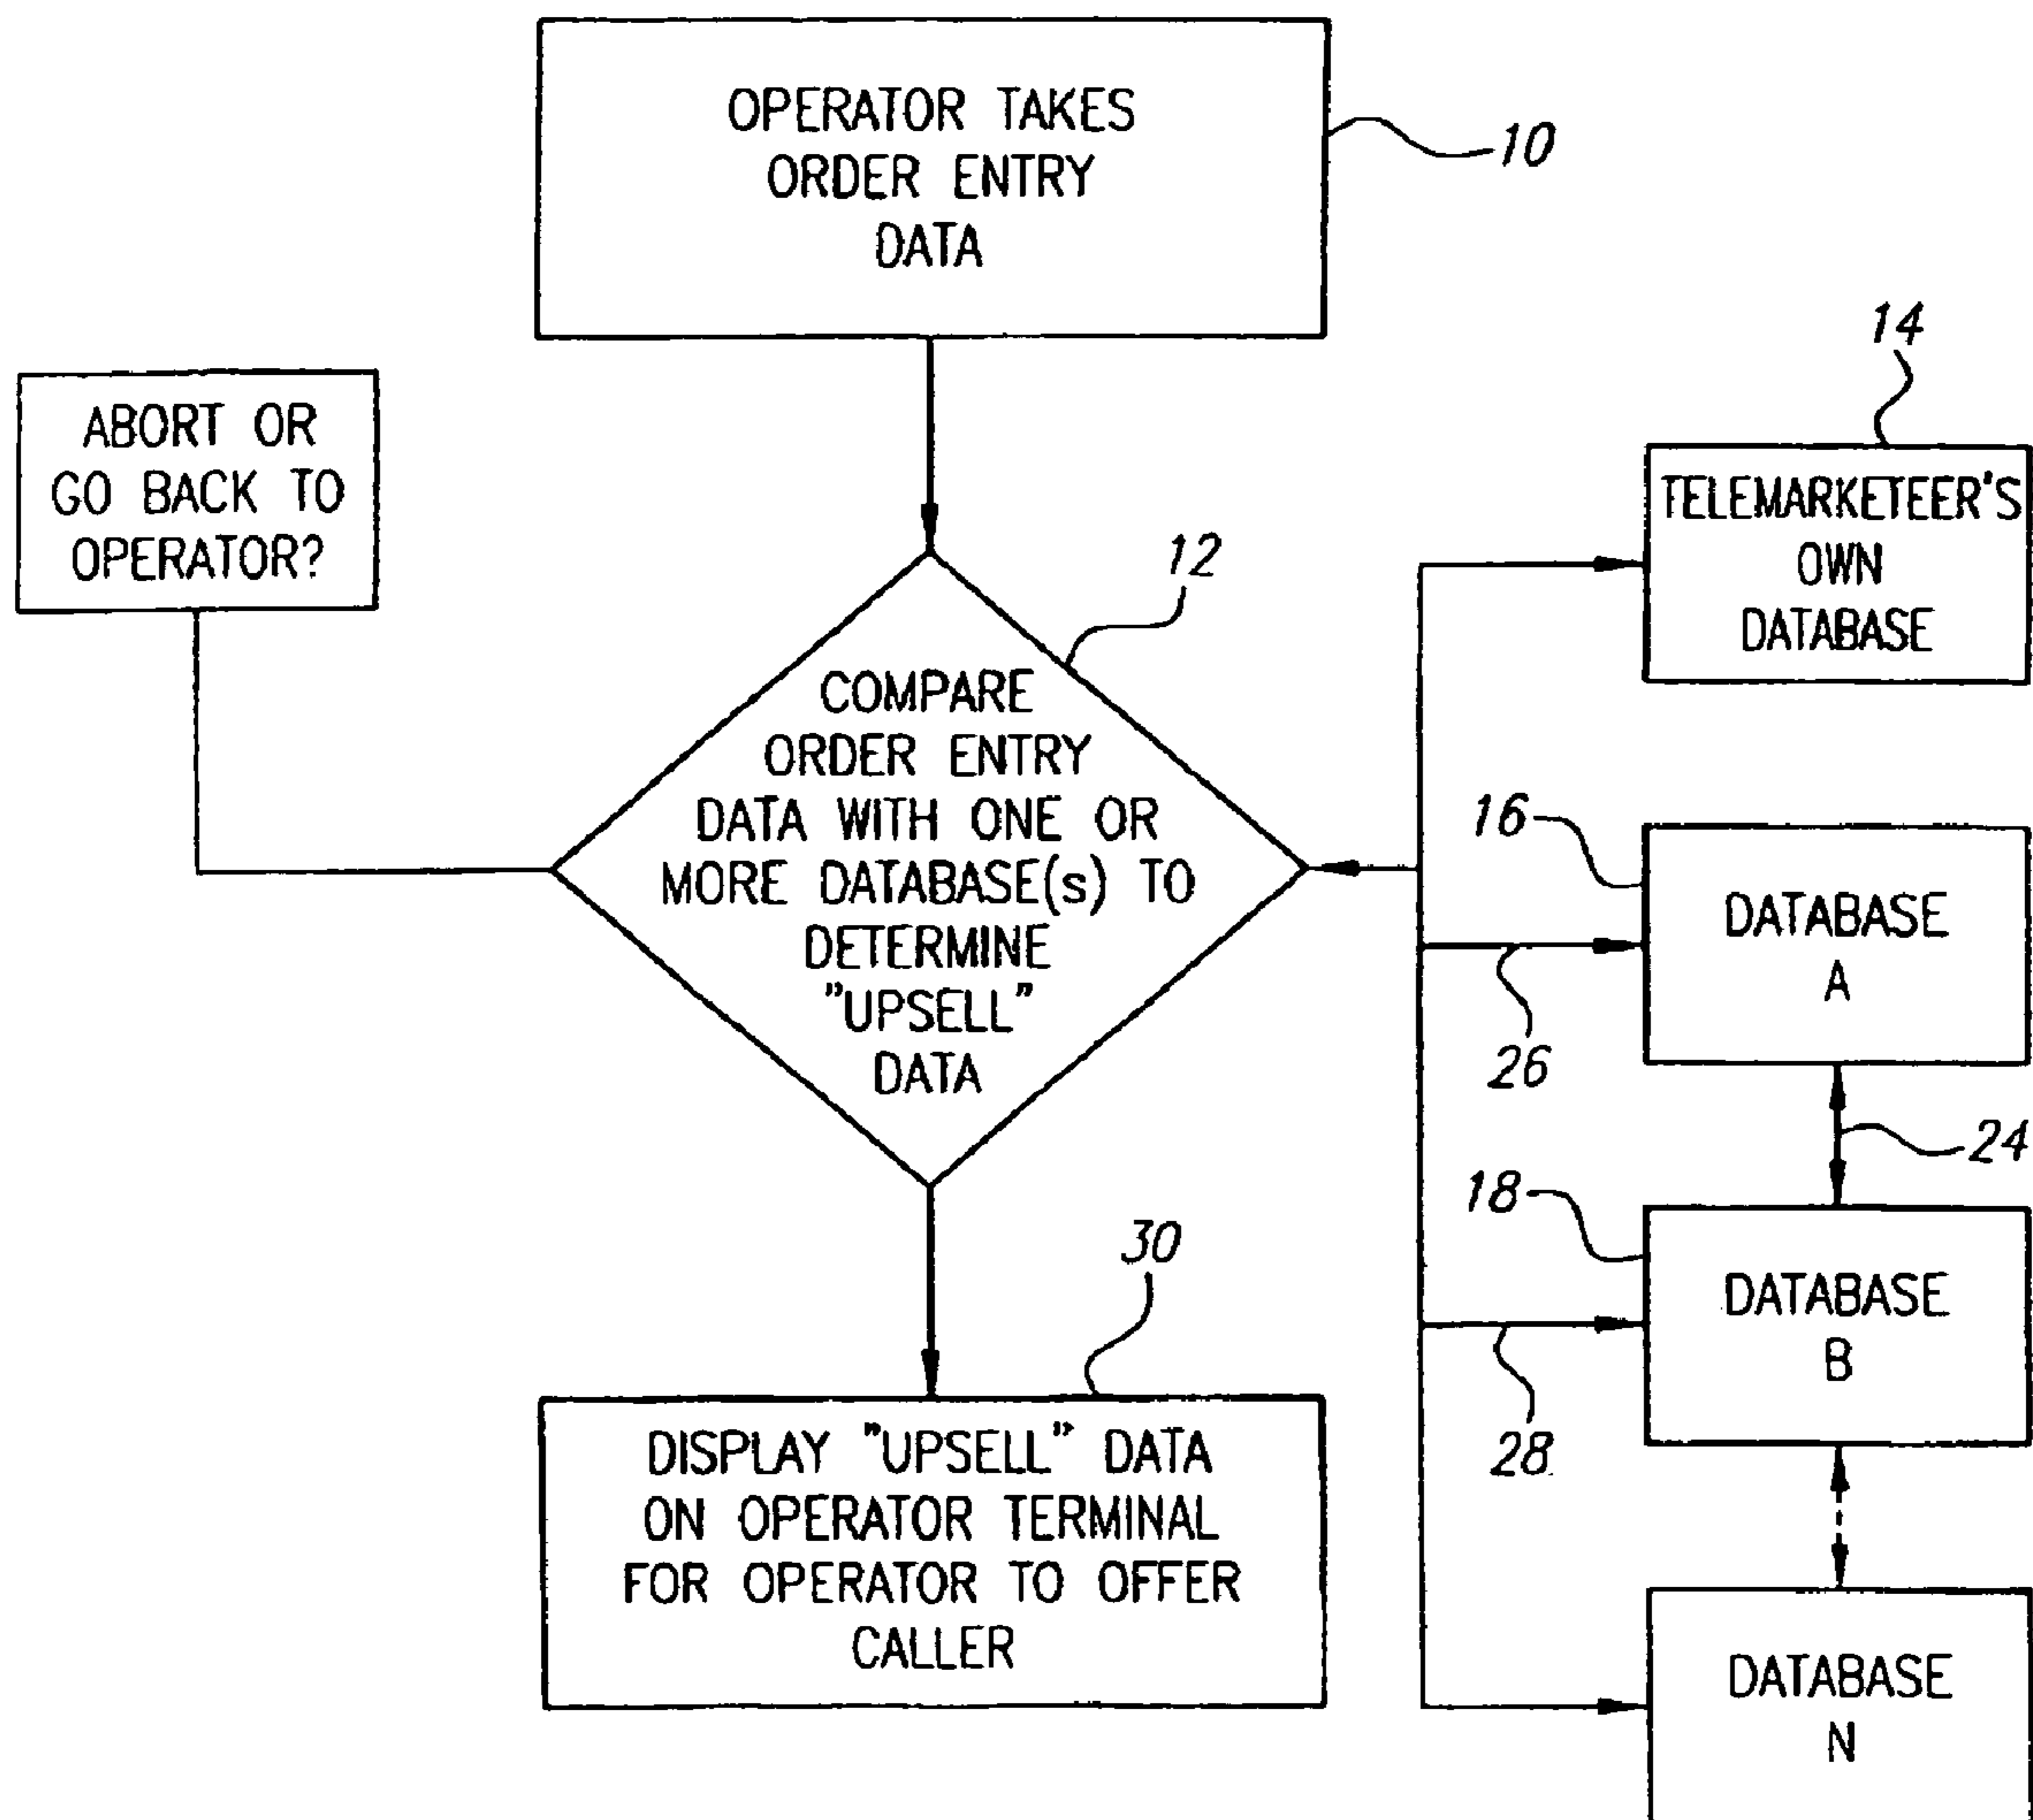 OPERATOR TAKES
ORDER ENTRY
DATA
10
ABORT OR
GO BACK TO
OPERATOR?
12
COMPARE
ORDER ENTRY
DATA WITH ONE OR
MORE DATABASE(s) TO
DETERMINE
"UPSELL"
DATA
14
TELEMARKETEER'S
OWN
DATABASE
16
DATABASE
A
26
24
18
DATABASE
B
28
30
DISPLAY "UPSELL" DATA
ON OPERATOR TERMINAL
FOR OPERATOR TO OFFER
CALLER
DATABASE
N